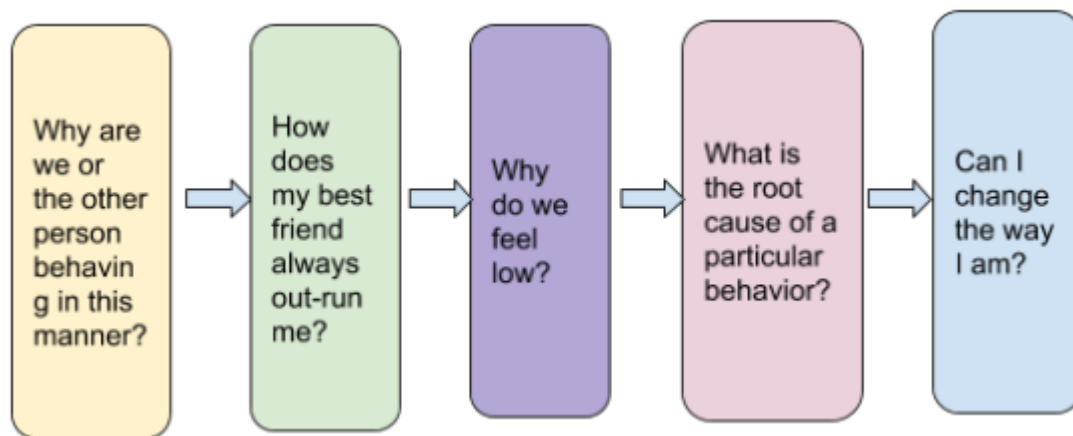 Why are
we or
the other
person
behavin
g in this
manner?
How
does
my best
friend
always
out-run
me?
Why
do we
feel
low?
What is
the root
cause of a
particular
behavior?
Can I
change
the way
I am?